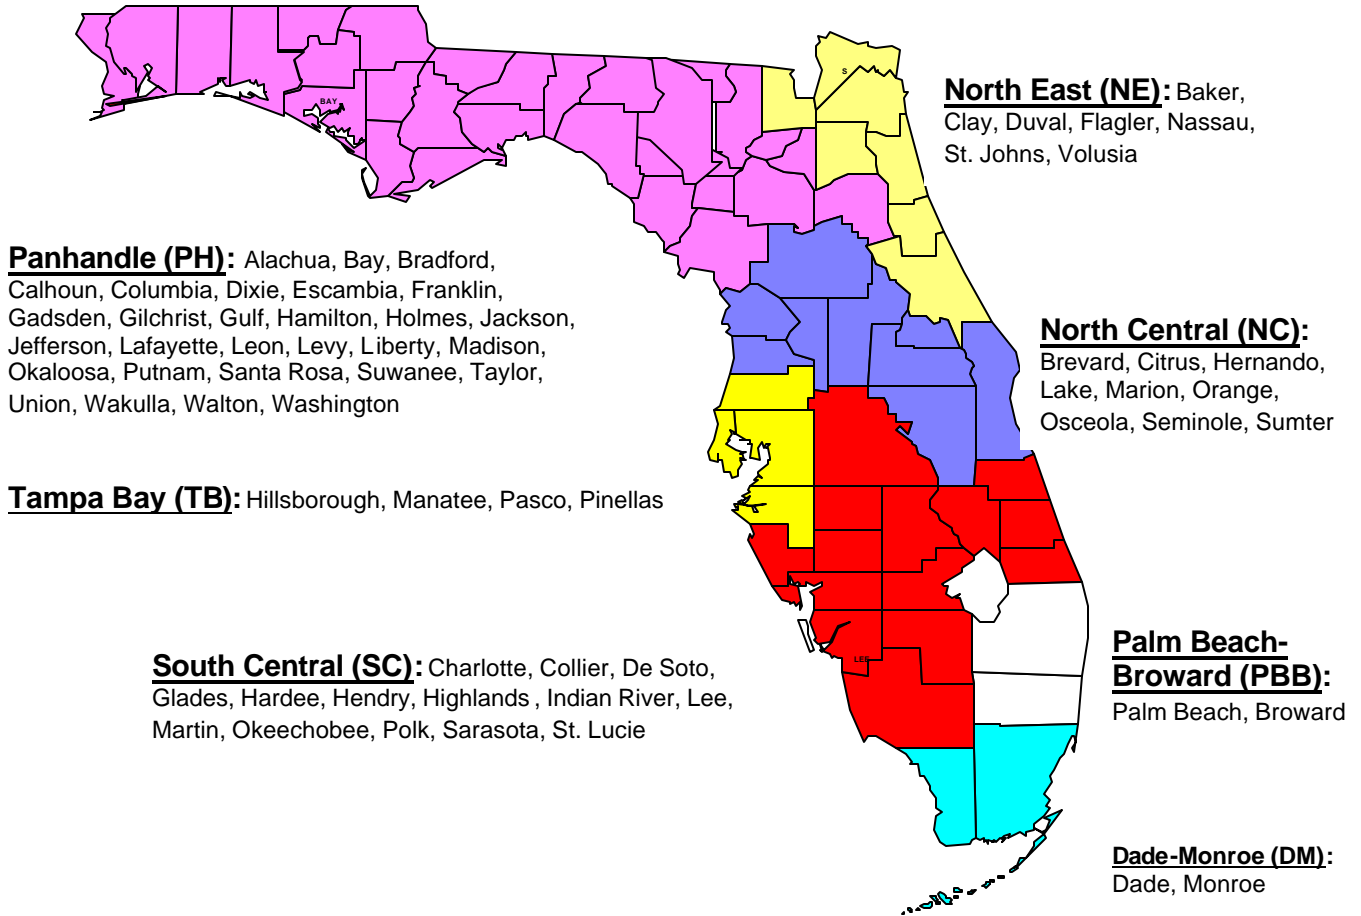 S
BAY
North East (NE): Baker,
Clay, Duval, Flagler, Nassau,
St. Johns, Volusia
Panhandle (PH): Alachua, Bay, Bradford,
Calhoun, Columbia, Dixie, Escambia, Franklin,
Gadsden, Gilchrist, Gulf, Hamilton, Holmes, Jackson,
Jefferson, Lafayette, Leon, Levy, Liberty, Madison,
Okaloosa, Putnam, Santa Rosa, Suwanee, Taylor,
Union, Wakulla, Walton, Washington
North Central (NC):
Brevard, Citrus, Hernando,
Lake, Marion, Orange,
Osceola, Seminole, Sumter
Tampa Bay (TB): Hillsborough, Manatee, Pasco, Pinellas
South Central (SC): Charlotte, Collier, De Soto,
Glades, Hardee, Hendry, Highlands , Indian River, Lee,
Martin, Okeechobee, Polk, Sarasota, St. Lucie
LEE
Palm Beach-
Broward (PBB):
Palm Beach, Broward
Dade-Monroe (DM):
Dade, Monroe